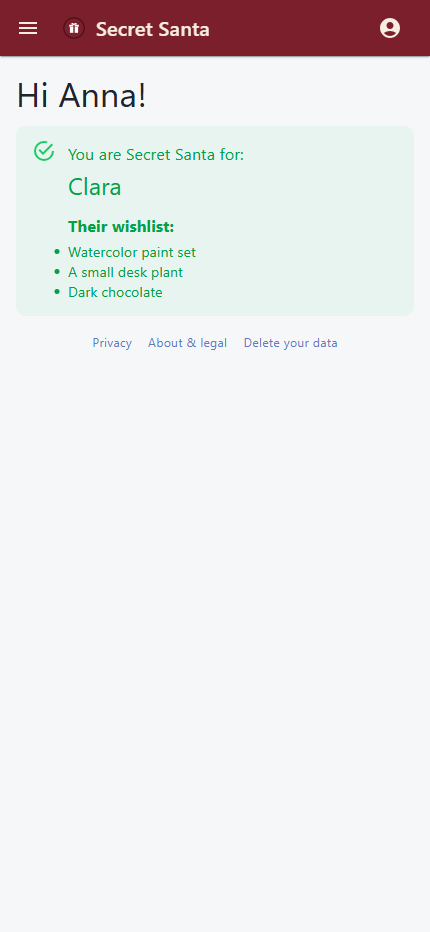 Secret Santa
Hi Anna!
You are Secret Santa for:
Clara
Their wishlist:
• Watercolor paint set
• A small desk plant
• Dark chocolate
Privacy About & legal Delete your data